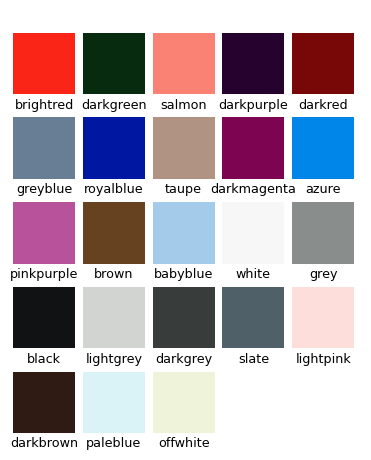 brightred darkgreen salmon darkpurple darkred
greyblue royalblue taupe darkmagenta azure
pinkpurple brown babyblue white grey
black lightgrey darkgrey slate lightpink
darkbrown paleblue offwhite